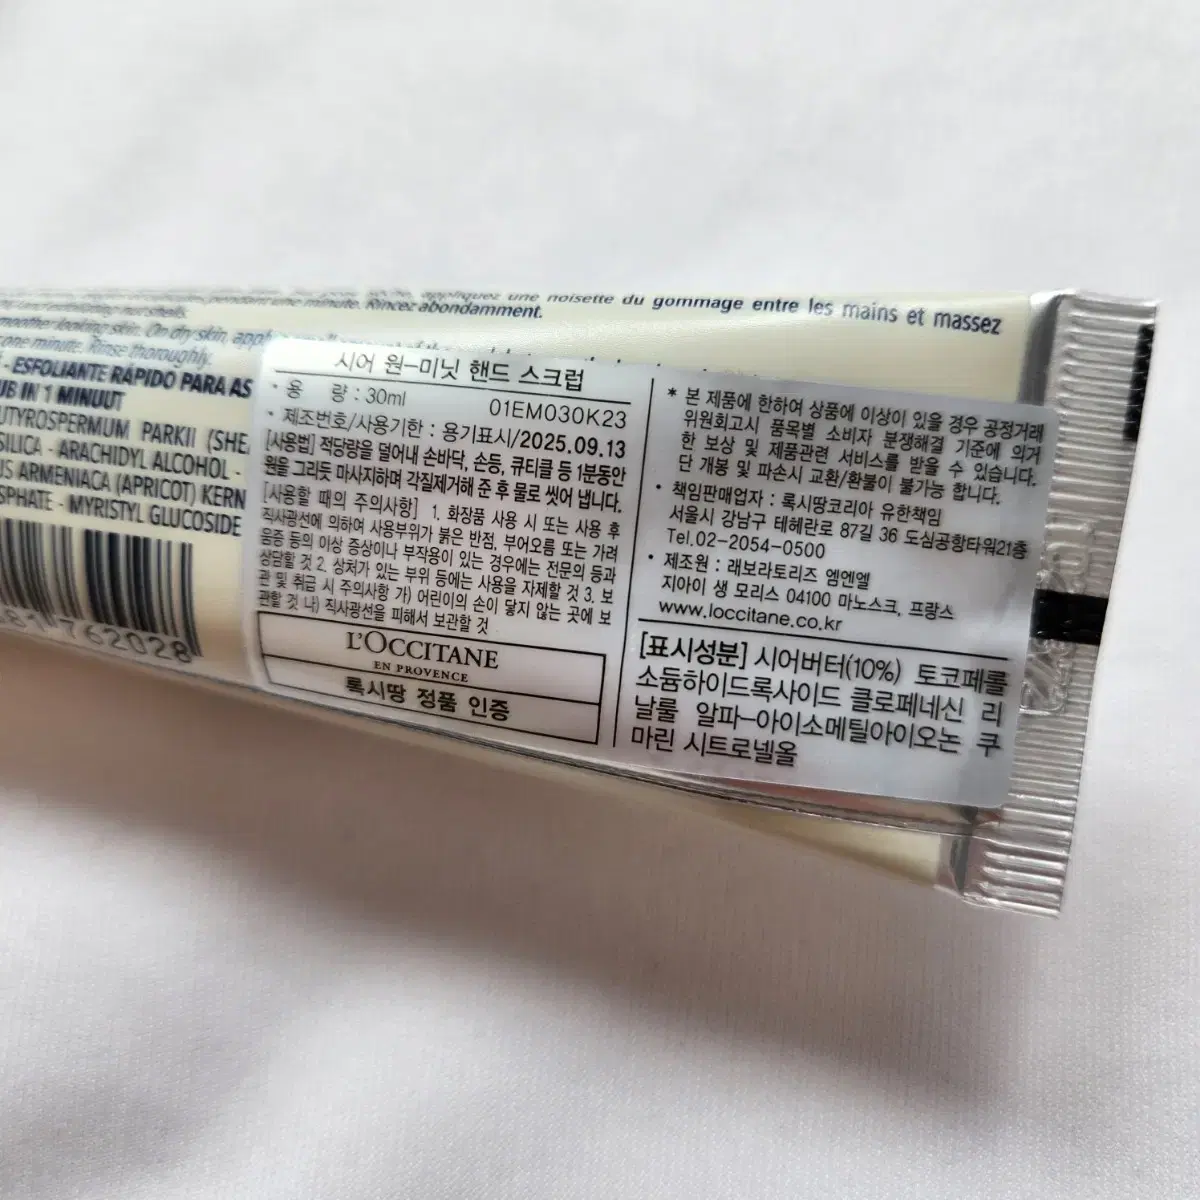 appliquez une noisette du gommage entre les mains et massez
pendant une minute. Rincez abondamment.
smoother looking skin. On dry skin,
one minute. Rinse thoroughly.
- ESFOLIANTE RÁPIDO PARA AS
UB IN 1 MINUUT
BUTYROSPERMUM PARKII (SHEA
SILICA - ARACHIDYL ALCOHOL -
US ARMENIACA (APRICOT) KERN
SPHATE - MYRISTYL GLUCOSIDE
81 762028
시어 원-미닛 핸드 스크럽
* 용 량 : 30ml 01EM030K23
* 제조번호/사용기한 : 용기표시/2025.09.13
[사용법] 적당량을 덜어내 손바닥, 손등, 큐티클 등 1분동안
원을 그리듯 마사지하며 각질제거해 준 후 물로 씻어 냅니다.
[사용할 때의 주의사항] 1. 화장품 사용 시 또는 사용 후
직사광선에 의하여 사용부위가 붉은 반점, 부어오름 또는 가려
움증 등의 이상 증상이나 부작용이 있는 경우에는 전문의 등과
상담할 것 2. 상처가 있는 부위 등에는 사용을 자제할 것 3. 보
관 및 취급 시 주의사항 가) 어린이의 손이 닿지 않는 곳에 보
관할 것 나) 직사광선을 피해서 보관할 것
L'OCCITANE
EN PROVENCE
록시땅 정품 인증
* 본 제품에 한하여 상품에 이상이 있을 경우 공정거래
위원회고시 품목별 소비자 분쟁해결 기준에 의거
한 보상 및 제품관련 서비스를 받을 수 있습니다.
단 개봉 및 파손시 교환/환불이 불가능 합니다.
• 책임판매업자 : 록시땅코리아 유한책임
서울시 강남구 테헤란로 87길 36 도심공항타워21층
Tel.02-2054-0500
• 제조원 : 래보라토리즈 엠엔엘
지아이 생 모리스 04100 마노스크, 프랑스
www.loccitane.co.kr
[표시성분] 시어버터(10%) 토코페롤
소듐하이드록사이드 클로페네신 리
날룰 알파-아이소메틸아이오논 쿠
마린 시트로넬올